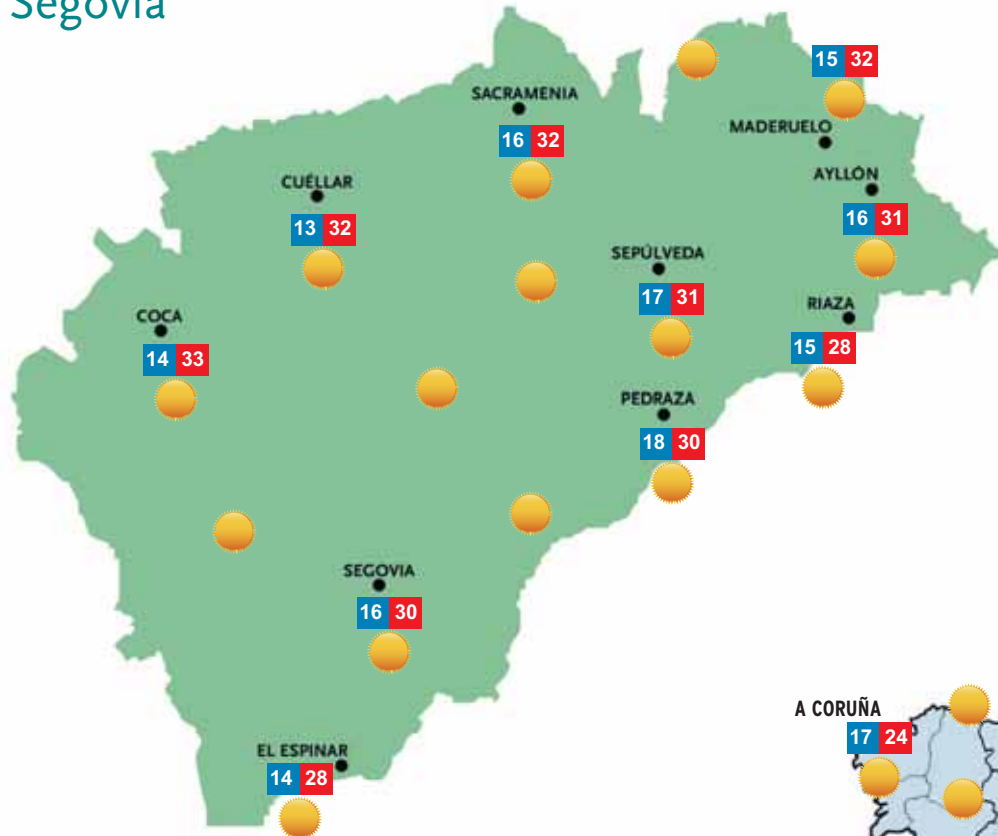 Segovia
15 32
SACRAMENIA
16 32
MADERUELO
AYLLÓN
16 31
CUÉLLAR
13 32
SEPÚLVEDA
17 31
RIAZA
15 28
COCA
14 33
PEDRAZA
18 30
SEGOVIA
16 30
EL ESPINAR
14 28
A CORUÑA
17 24